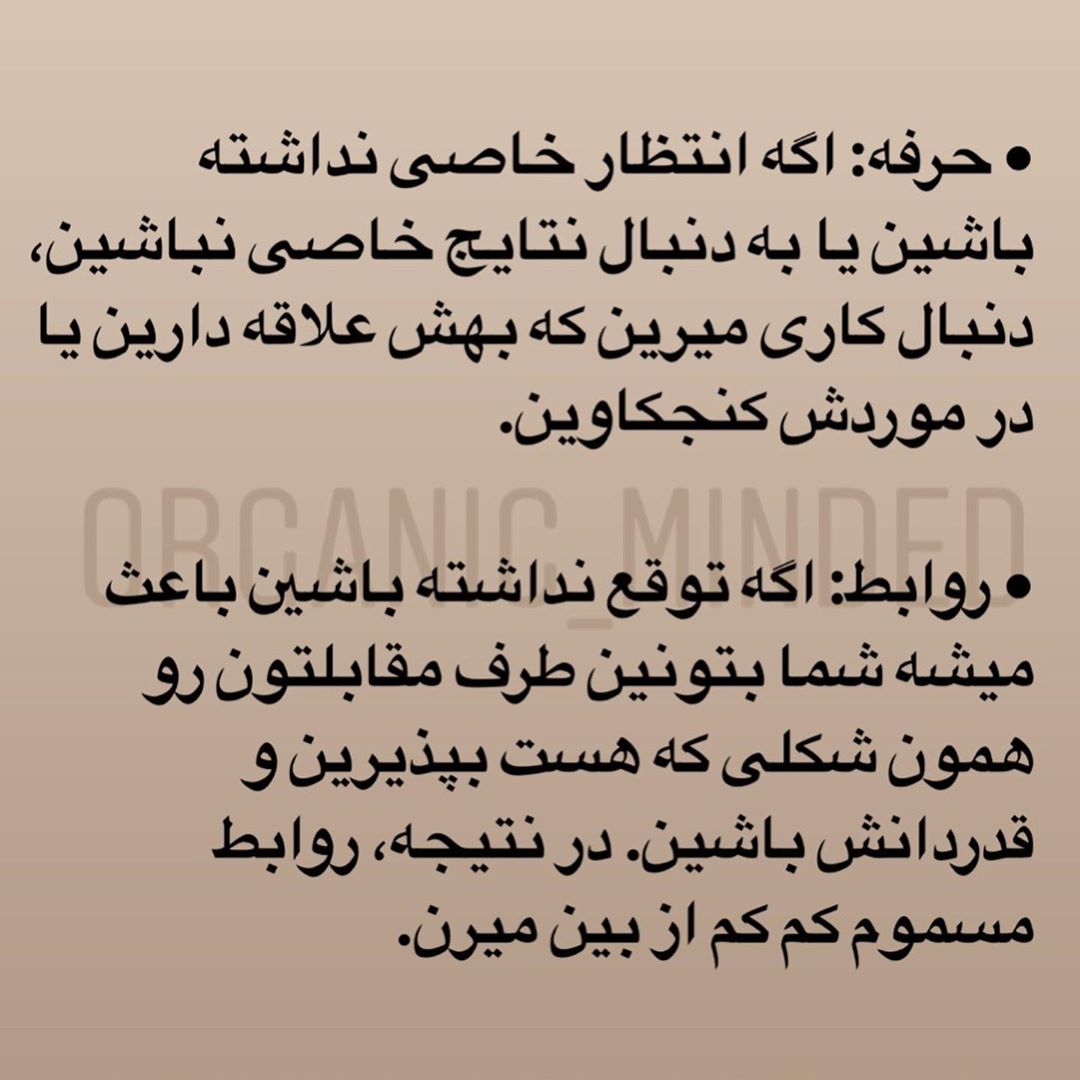 • حرفه: اگه انتظار خاصی نداشته
باشین یا به دنبال نتایج خاصی نباشین،
دنبال کاری میرین که بهش علاقه دارین یا
در موردش کنجکاوین.
ORGANIC_MINDED
• روابط: اگه توقع نداشته باشین باعث
میشه شما بتونین طرف مقابلتون رو
همون شکلی که هست بپذیرین و
قدردانش باشین. در نتیجه، روابط
مسموم کم کم از بین میرن.